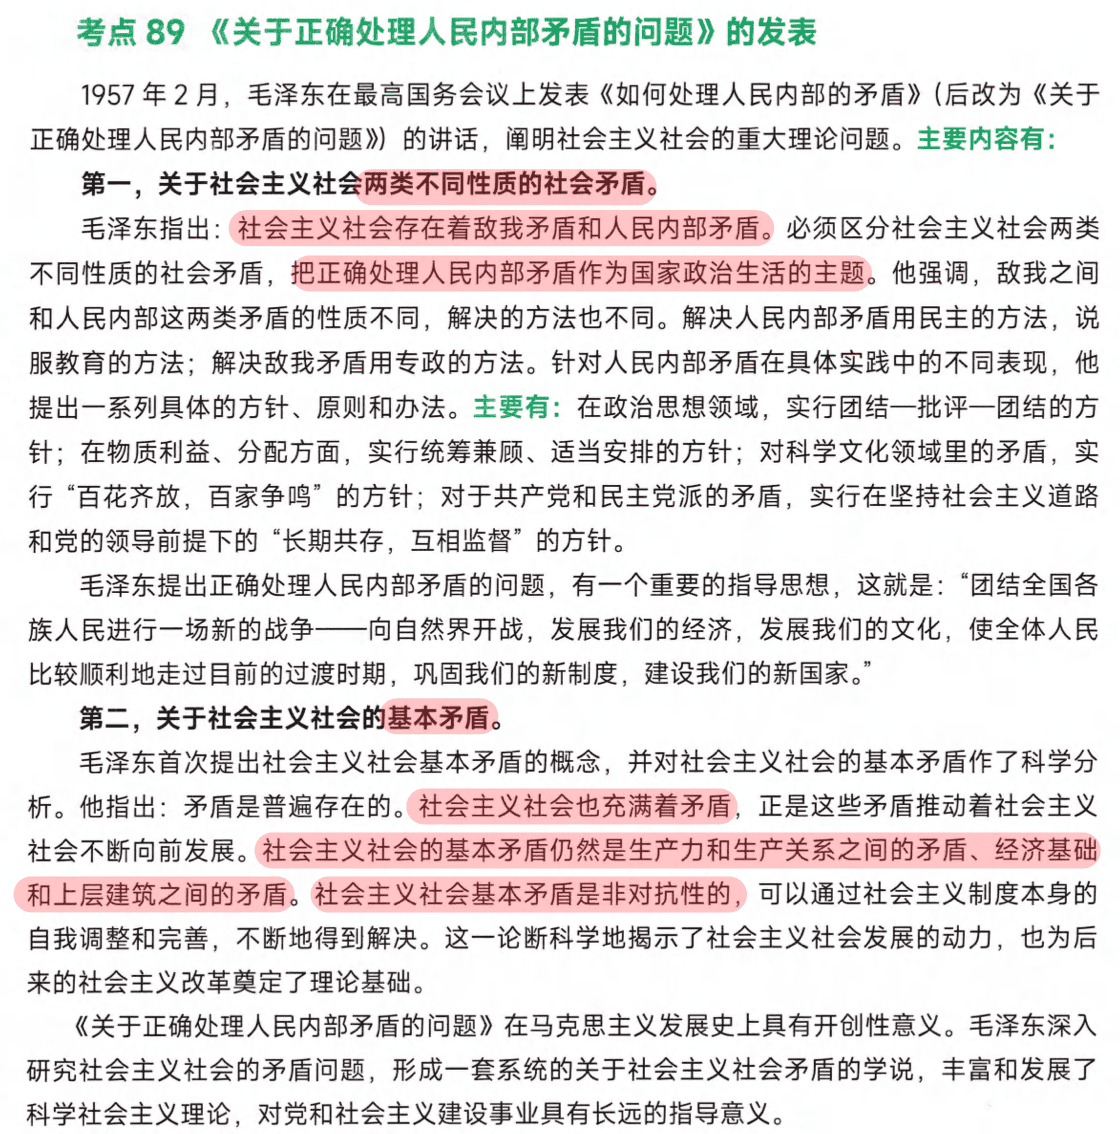 考点 89 《关于正确处理人民内部矛盾的问题》的发表
1957 年 2 月，毛泽东在最高国务会议上发表《如何处理人民内部的矛盾》（后改为《关于
正确处理人民内部矛盾的问题》）的讲话，阐明社会主义社会的重大理论问题。主要内容有：
第一，关于社会主义社会两类不同性质的社会矛盾。
毛泽东指出：社会主义社会存在着敌我矛盾和人民内部矛盾。必须区分社会主义社会两类
不同性质的社会矛盾，把正确处理人民内部矛盾作为国家政治生活的主题。他强调，敌我之间
和人民内部这两类矛盾的性质不同，解决的方法也不同。解决人民内部矛盾用民主的方法，说
服教育的方法；解决敌我矛盾用专政的方法。针对人民内部矛盾在具体实践中的不同表现，他
提出一系列具体的方针、原则和办法。主要有：在政治思想领域，实行团结—批评—团结的方
针；在物质利益、分配方面，实行统筹兼顾、适当安排的方针；对科学文化领域里的矛盾，实
行“百花齐放，百家争鸣”的方针；对于共产党和民主党派的矛盾，实行在坚持社会主义道路
和党的领导前提下的“长期共存，互相监督”的方针。
毛泽东提出正确处理人民内部矛盾的问题，有一个重要的指导思想，这就是：“团结全国各
族人民进行一场新的战争——向自然界开战，发展我们的经济，发展我们的文化，使全体人民
比较顺利地走过目前的过渡时期，巩固我们的新制度，建设我们的新国家。”
第二，关于社会主义社会的基本矛盾。
毛泽东首次提出社会主义社会基本矛盾的概念，并对社会主义社会的基本矛盾作了科学分
析。他指出：矛盾是普遍存在的。社会主义社会也充满着矛盾，正是这些矛盾推动着社会主义
社会不断向前发展。社会主义社会的基本矛盾仍然是生产力和生产关系之间的矛盾、经济基础
和上层建筑之间的矛盾。社会主义社会基本矛盾是非对抗性的，可以通过社会主义制度本身的
自我调整和完善，不断地得到解决。这一论断科学地揭示了社会主义社会发展的动力，也为后
来的社会主义改革奠定了理论基础。
《关于正确处理人民内部矛盾的问题》在马克思主义发展史上具有开创性意义。毛泽东深入
研究社会主义社会的矛盾问题，形成一套系统的关于社会主义社会矛盾的学说，丰富和发展了
科学社会主义理论，对党和社会主义建设事业具有长远的指导意义。